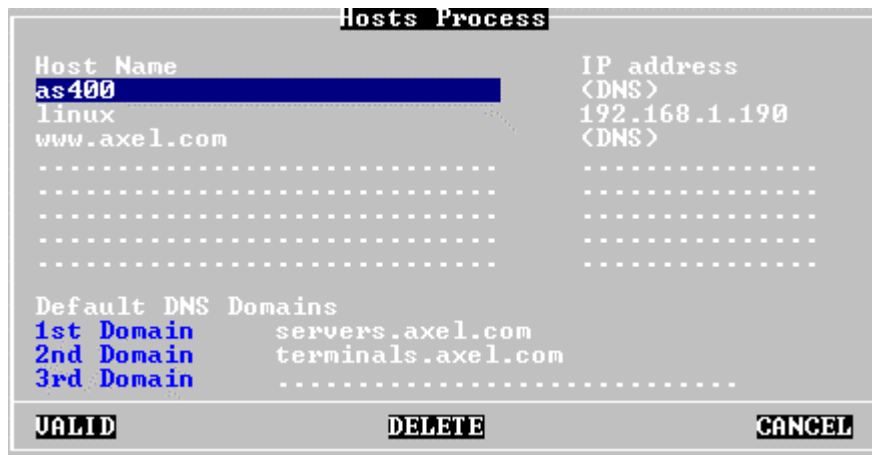 Hosts Process
Host Name IP address
as400 (DNS)
linux 192.168.1.190
www.axel.com (DNS)
Default DNS Domains
1st Domain servers.axel.com
2nd Domain terminals.axel.com
3rd Domain
VALID DELETE CANCEL